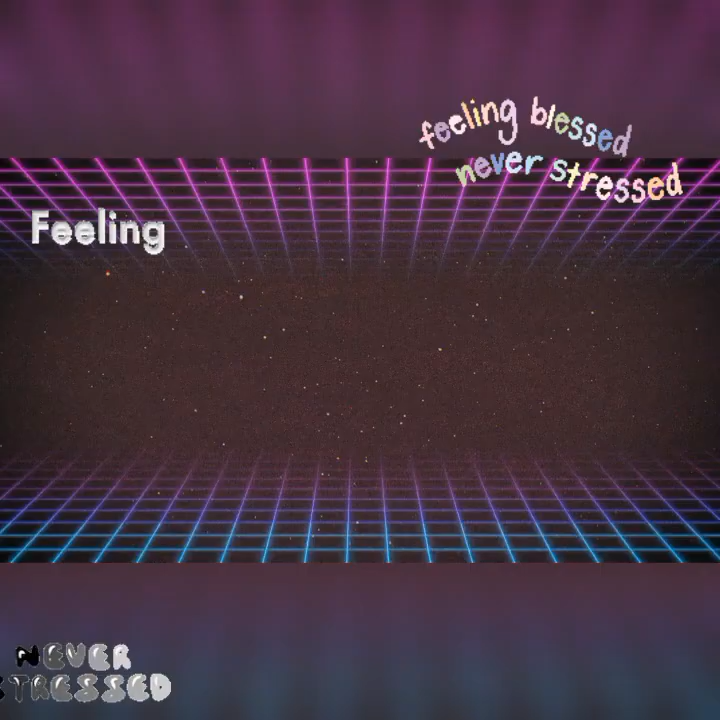 feeling blessed
never stressed
Feeling
NEVER
STRESSED